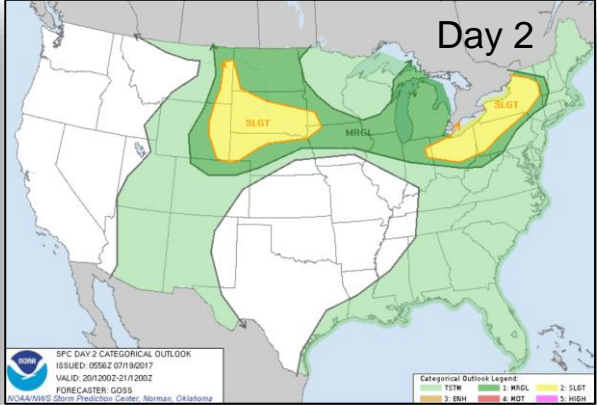 Day 2
SLGT
SLGT
MRGL
NOAA
SPC DAY 2 CATEGORICAL OUTLOOK
ISSUED: 0556Z 07/19/2017
VALID: 20/1200Z-21/1200Z
FORECASTER: GOSS
NOAA/NWS Storm Prediction Center, Norman, Oklahoma
Categorical Outlook Legend:
TSTM 1: MRGL 2: SLGT
3: ENH 4: MDT 5: HIGH